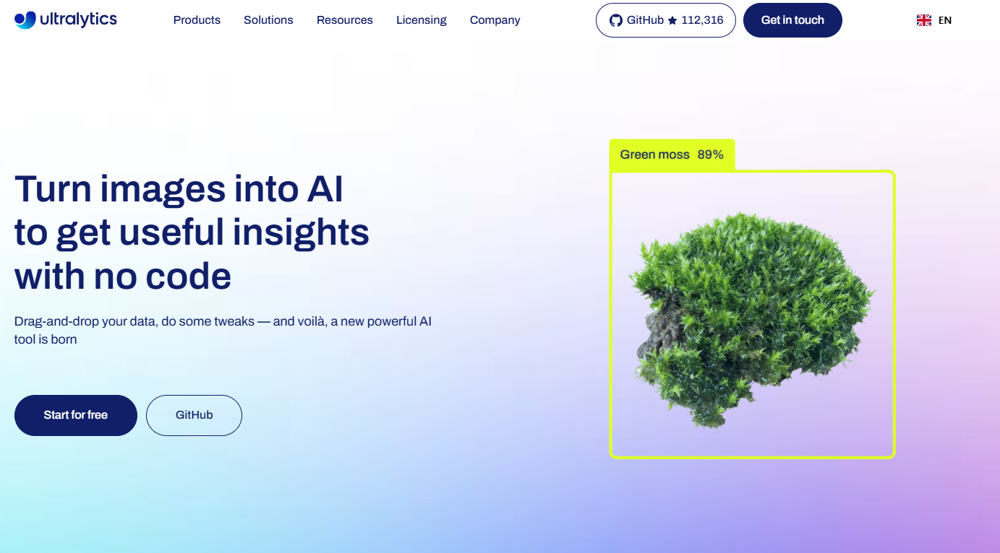 ultralytics
Products
Solutions
Resources
Licensing
Company
GitHub ★ 112,316
Get in touch
EN
Green moss 89%
Turn images into AI
to get useful insights
with no code
Drag-and-drop your data, do some tweaks — and voilà, a new powerful AI
tool is born
Start for free
GitHub